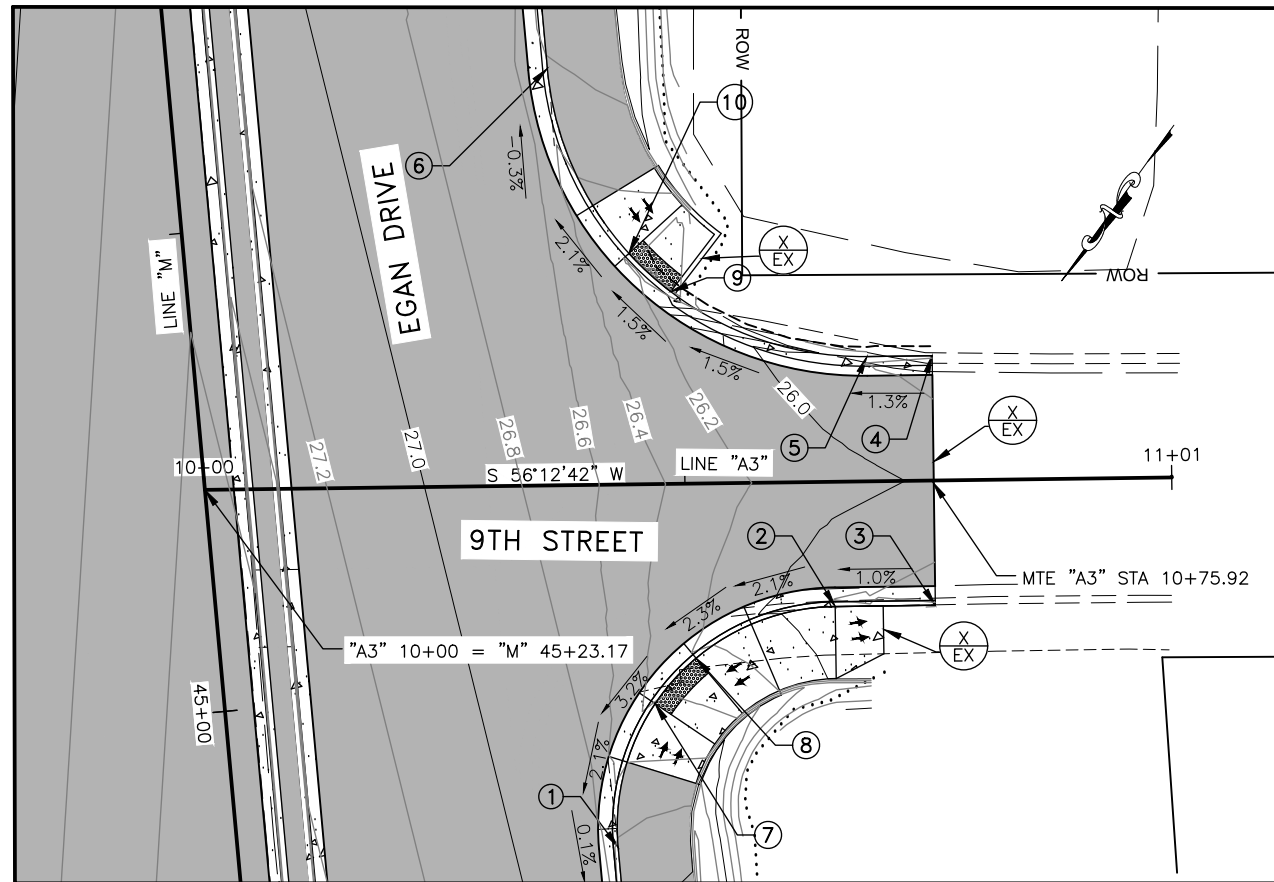 ROW
10
6
-0.3%
EGAN DRIVE
2.1%
X
EX
ROW
LINE "M"
9
1.5%
1.5%
26.0
1.3%
5
4
X
EX
27.2
27.0
26.8
26.6
26.4
26.2
10+00
S 56°12'42" W
LINE "A3"
11+01
9TH STREET
2
3
2.1%
1.0%
MTE "A3" STA 10+75.92
2.3%
"A3" 10+00 = "M" 45+23.17
X
EX
45+00
3.2%
2.1%
8
1
7
0.1%